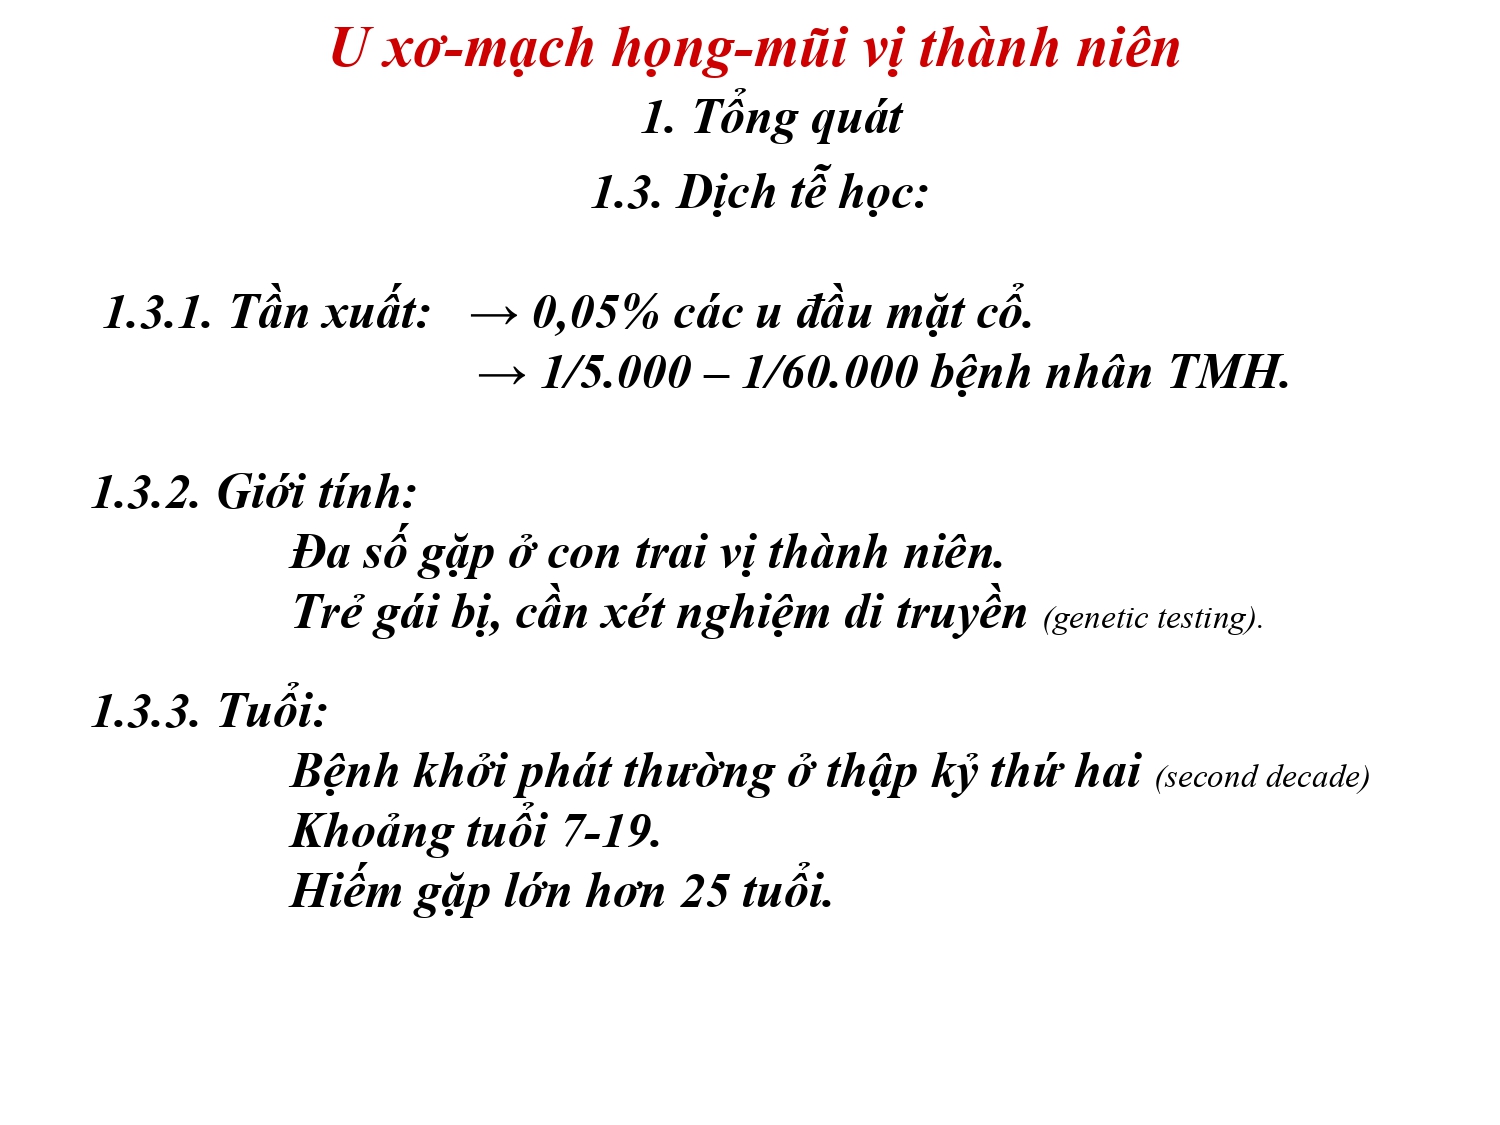 U xơ-mạch họng-mũi vị thành niên
1. Tổng quát
1.3. Dịch tễ học:
1.3.1. Tần xuất: → 0,05% các u đầu mặt cổ.
→ 1/5.000 – 1/60.000 bệnh nhân TMH.
1.3.2. Giới tính:
Đa số gặp ở con trai vị thành niên.
Trẻ gái bị, cần xét nghiệm di truyền (genetic testing).
1.3.3. Tuổi:
Bệnh khởi phát thường ở thập kỷ thứ hai (second decade)
Khoảng tuổi 7-19.
Hiếm gặp lớn hơn 25 tuổi.